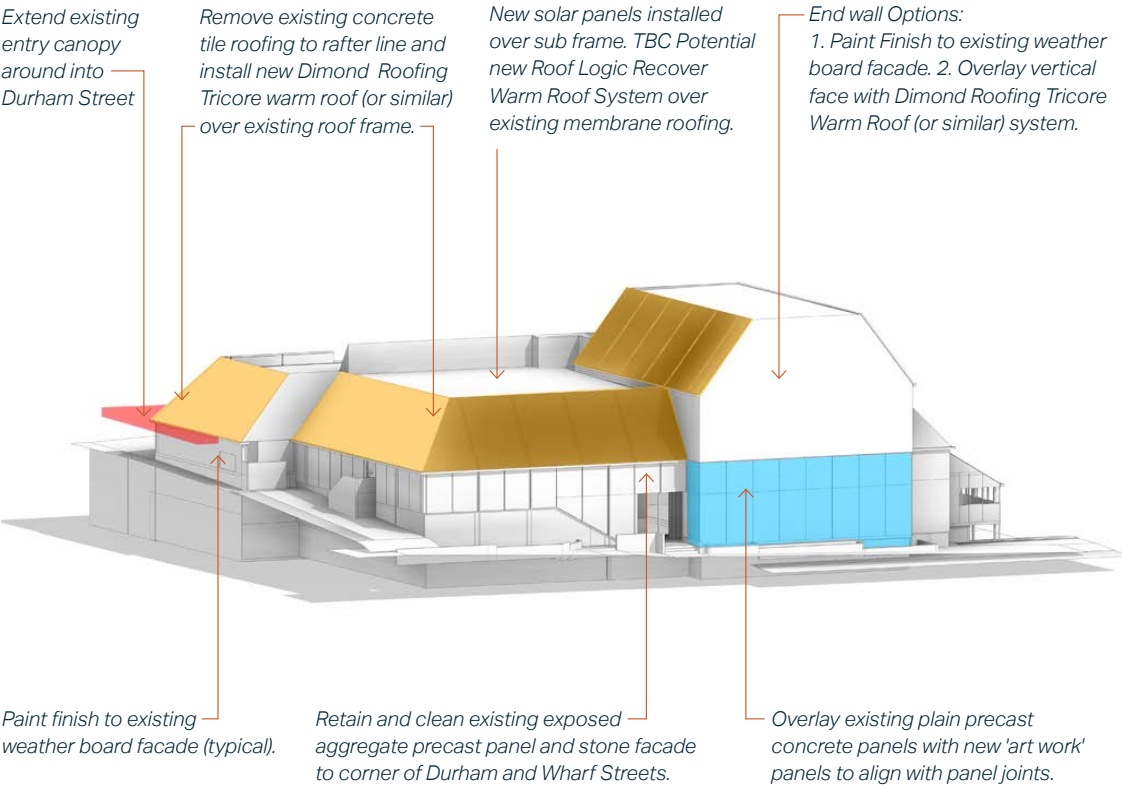 Extend existing
entry canopy
around into
Durham Street
Remove existing concrete
tile roofing to rafter line and
install new Dimond Roofing
Tricore warm roof (or similar)
over existing roof frame.
New solar panels installed
over sub frame. TBC Potential
new Roof Logic Recover
Warm Roof System over
existing membrane roofing.
End wall Options:
1. Paint Finish to existing weather
board facade. 2. Overlay vertical
face with Dimond Roofing Tricore
Warm Roof (or similar) system.
Paint finish to existing
weather board facade (typical).
Retain and clean existing exposed
aggregate precast panel and stone facade
to corner of Durham and Wharf Streets.
Overlay existing plain precast
concrete panels with new 'art work'
panels to align with panel joints.